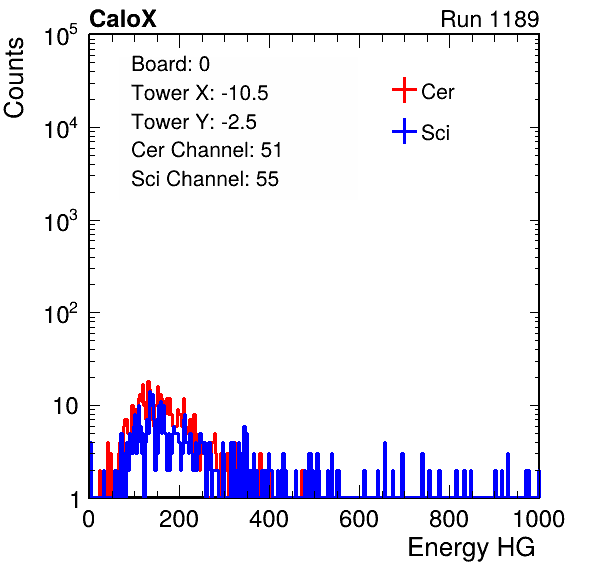 CaloX Run 1189
Counts
10^5
10^4
10^3
10^2
10
1
Board: 0
Tower X: -10.5
Tower Y: -2.5
Cer Channel: 51
Sci Channel: 55
Cer
Sci
0 200 400 600 800 1000
Energy HG